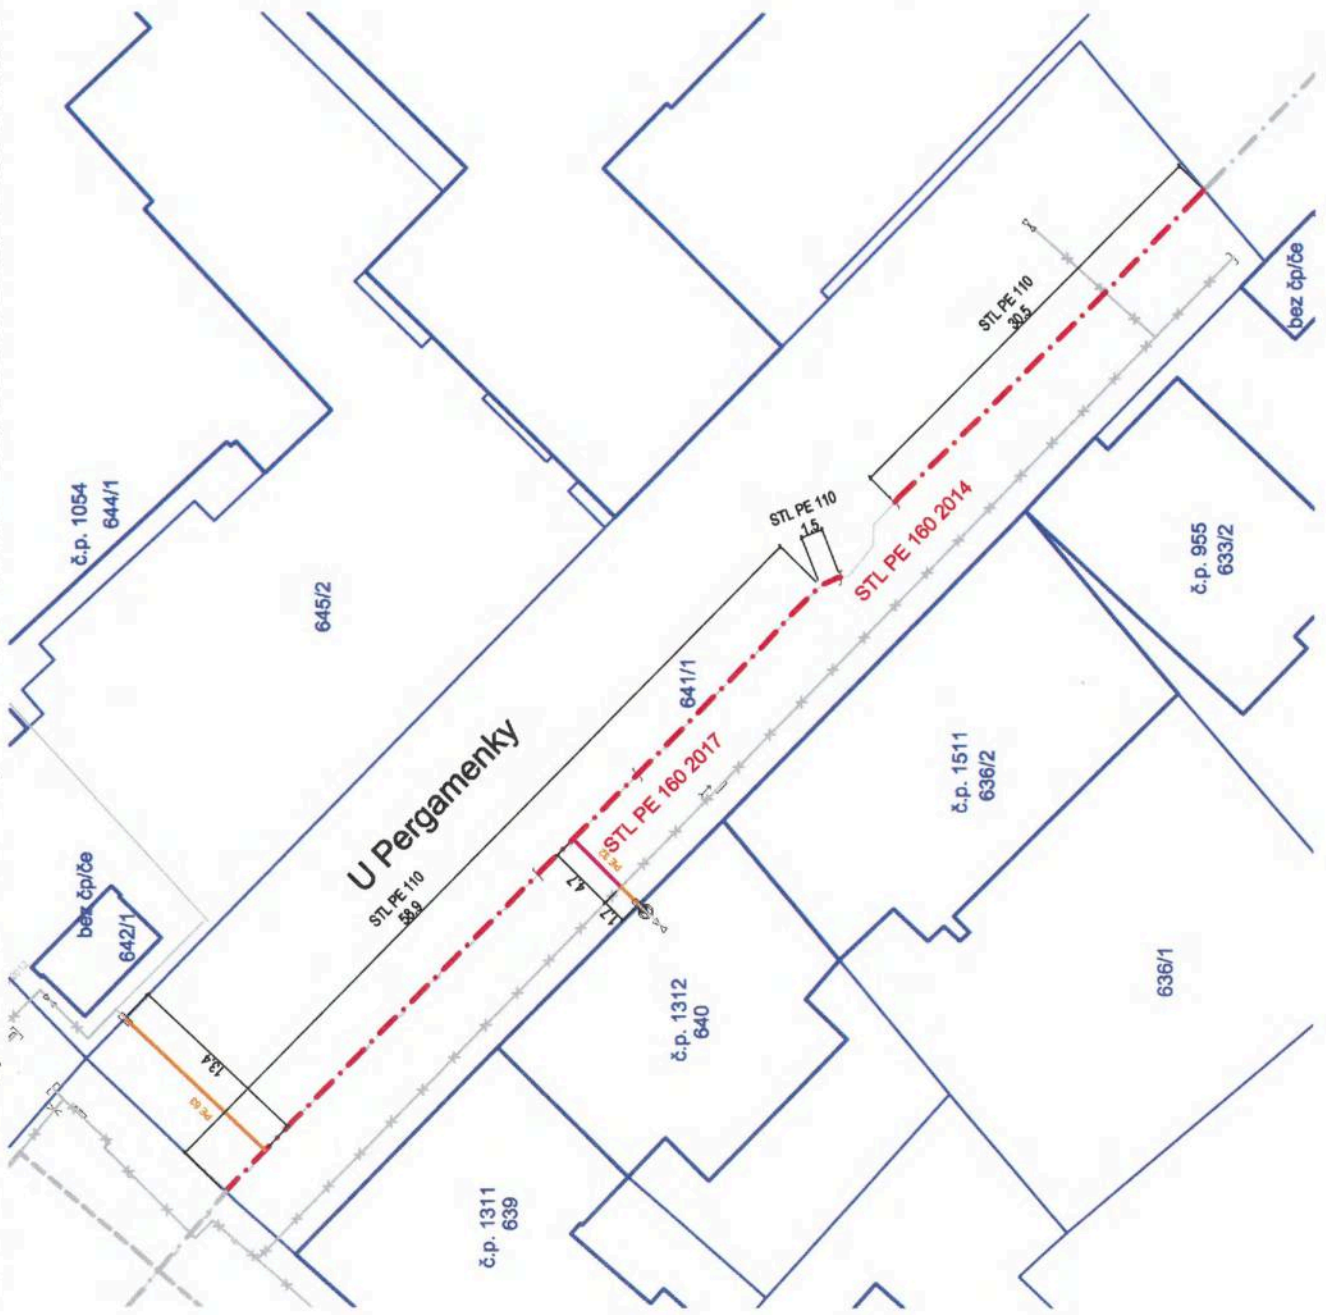 č.p. 1054
644/1
645/2
bez čp/če
642/1
U Pergamenky
STL PE 110
58,9
STL PE 110
1,5
STL PE 110
30,5
STL PE 160 2014
641/1
STL PE 160 2017
PE 32
4,7
1,7
13,4
PE 63
bez čp/če
č.p. 955
633/2
č.p. 1511
636/2
636/1
č.p. 1312
640
č.p. 1311
639